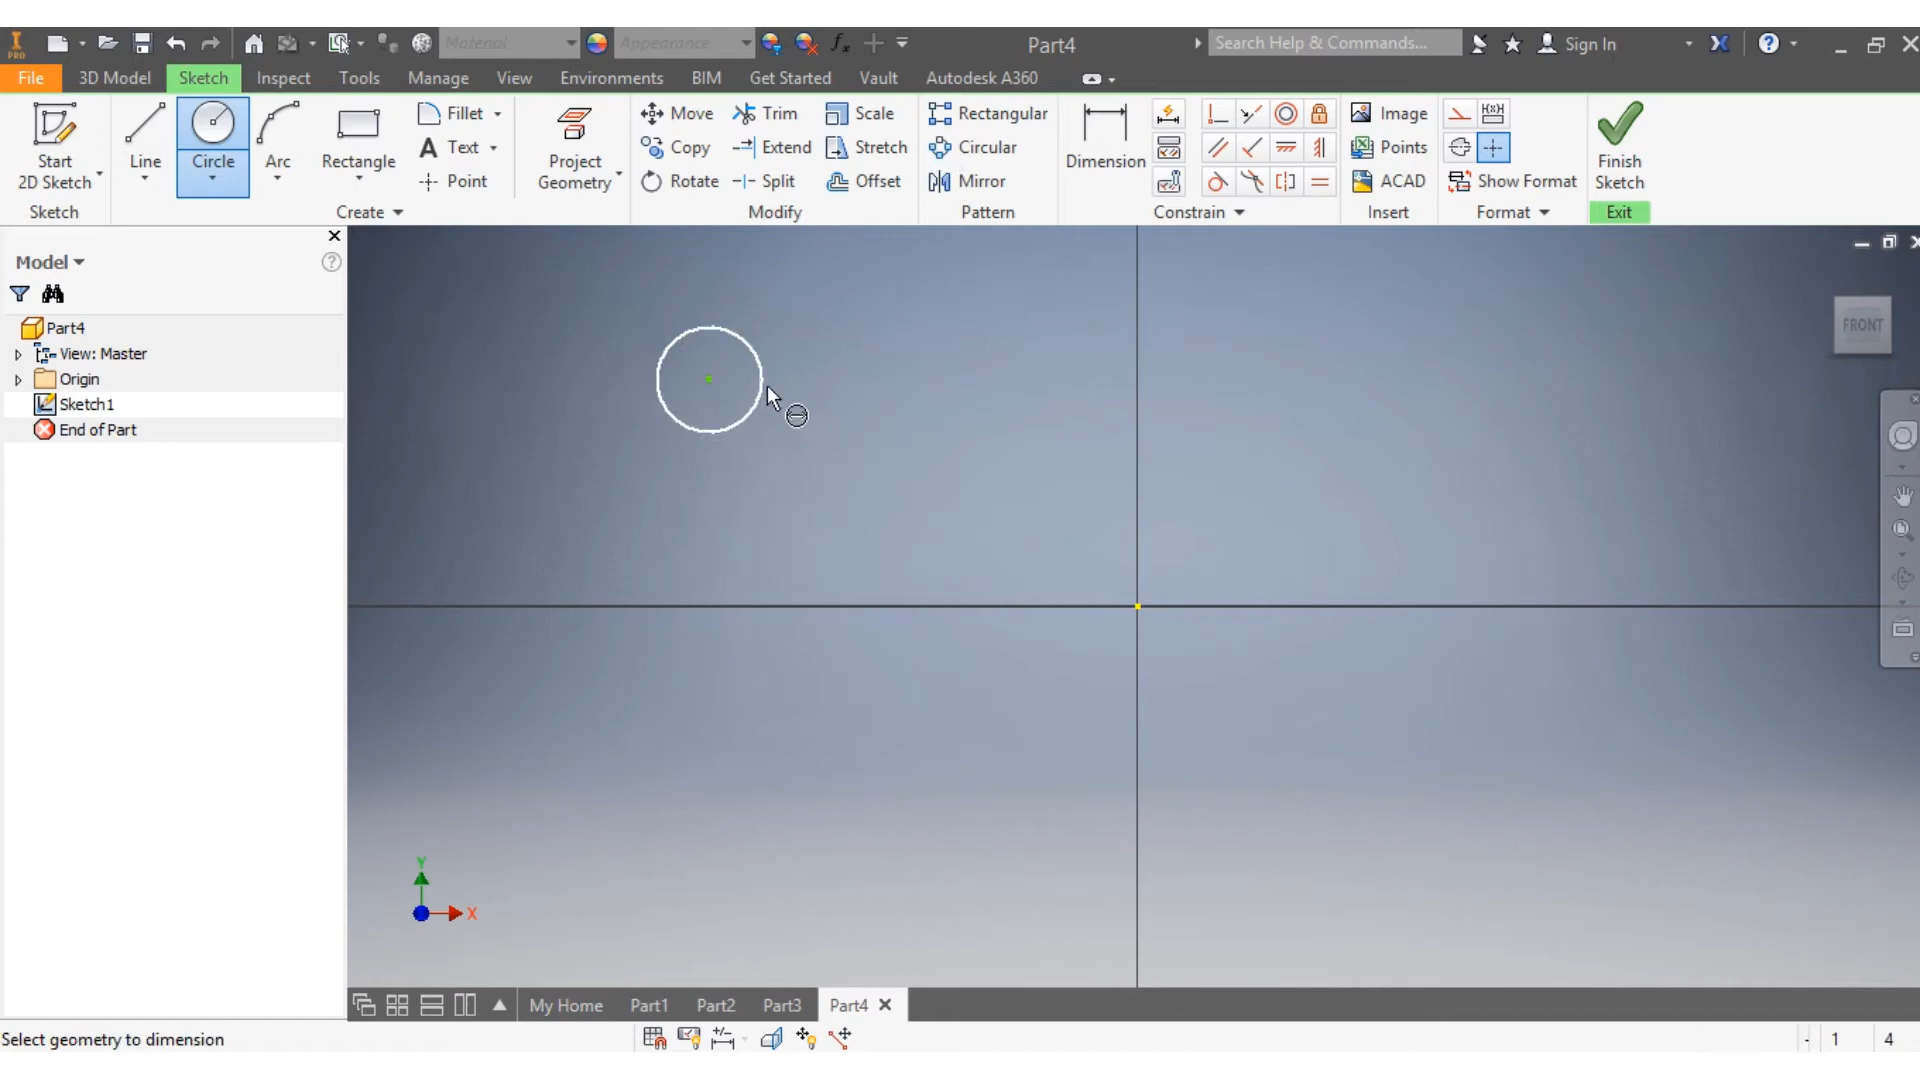 PRO
Material
Appearance
fx
Part4
Search Help & Commands...
Sign In
File
3D Model
Sketch
Inspect
Tools
Manage
View
Environments
BIM
Get Started
Vault
Autodesk A360
Start
2D Sketch
Line
Circle
Arc
Rectangle
Fillet
Text
Point
Project
Geometry
Move
Copy
Rotate
Trim
Extend
Split
Scale
Stretch
Offset
Rectangular
Circular
Mirror
Dimension
Image
Points
ACAD
Show Format
Finish
Sketch
Sketch
Create
Modify
Pattern
Constrain
Insert
Format
Exit
Model
Part4
View: Master
Origin
Sketch1
End of Part
FRONT
Y
X
My Home
Part1
Part2
Part3
Part4
Select geometry to dimension
1
4